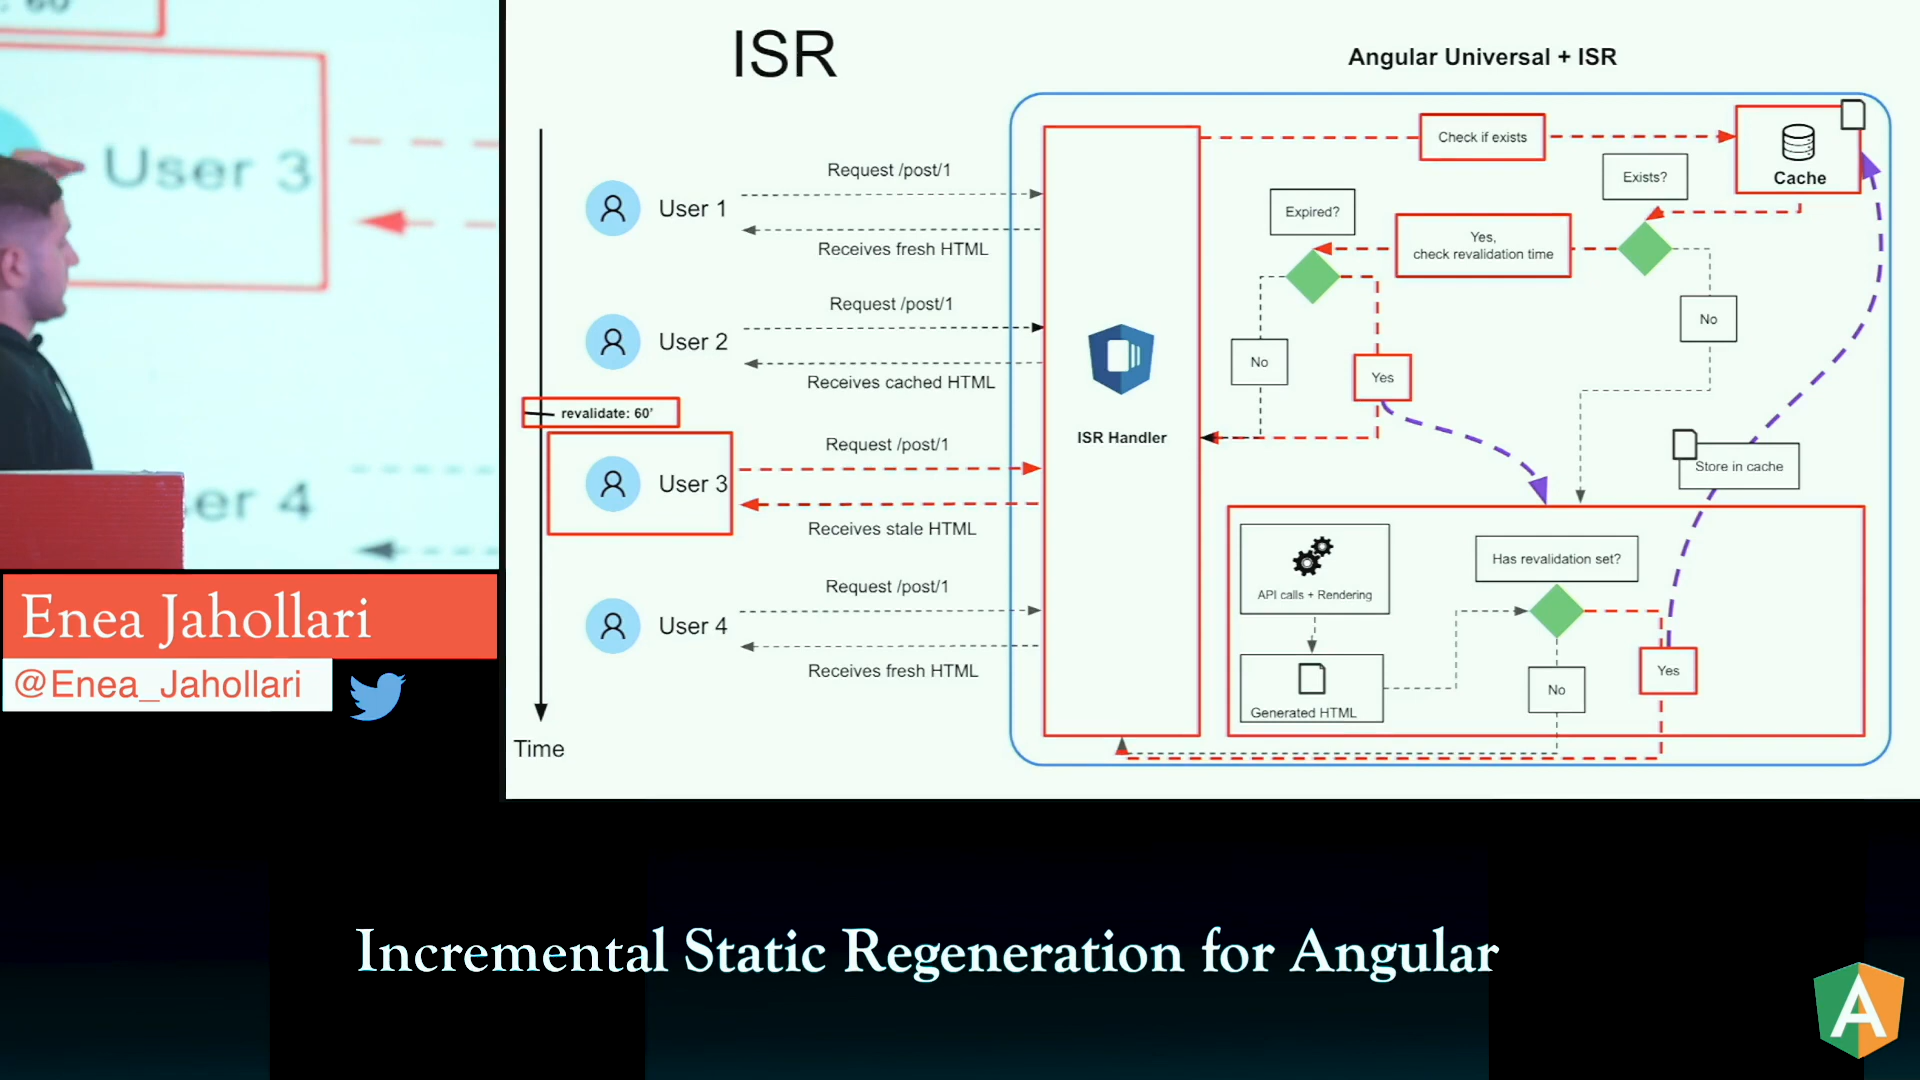 : 60'
User 3
er 4
Enea Jahollari
@Enea_Jahollari
ISR
Angular Universal + ISR
Request /post/1
User 1
Receives fresh HTML
Request /post/1
User 2
Receives cached HTML
revalidate: 60'
Request /post/1
User 3
Receives stale HTML
Request /post/1
User 4
Receives fresh HTML
Time
ISR Handler
Check if exists
Cache
Exists?
Expired?
Yes,
check revalidation time
No
No
Yes
Store in cache
API calls + Rendering
Has revalidation set?
Generated HTML
No
Yes
Incremental Static Regeneration for Angular
A